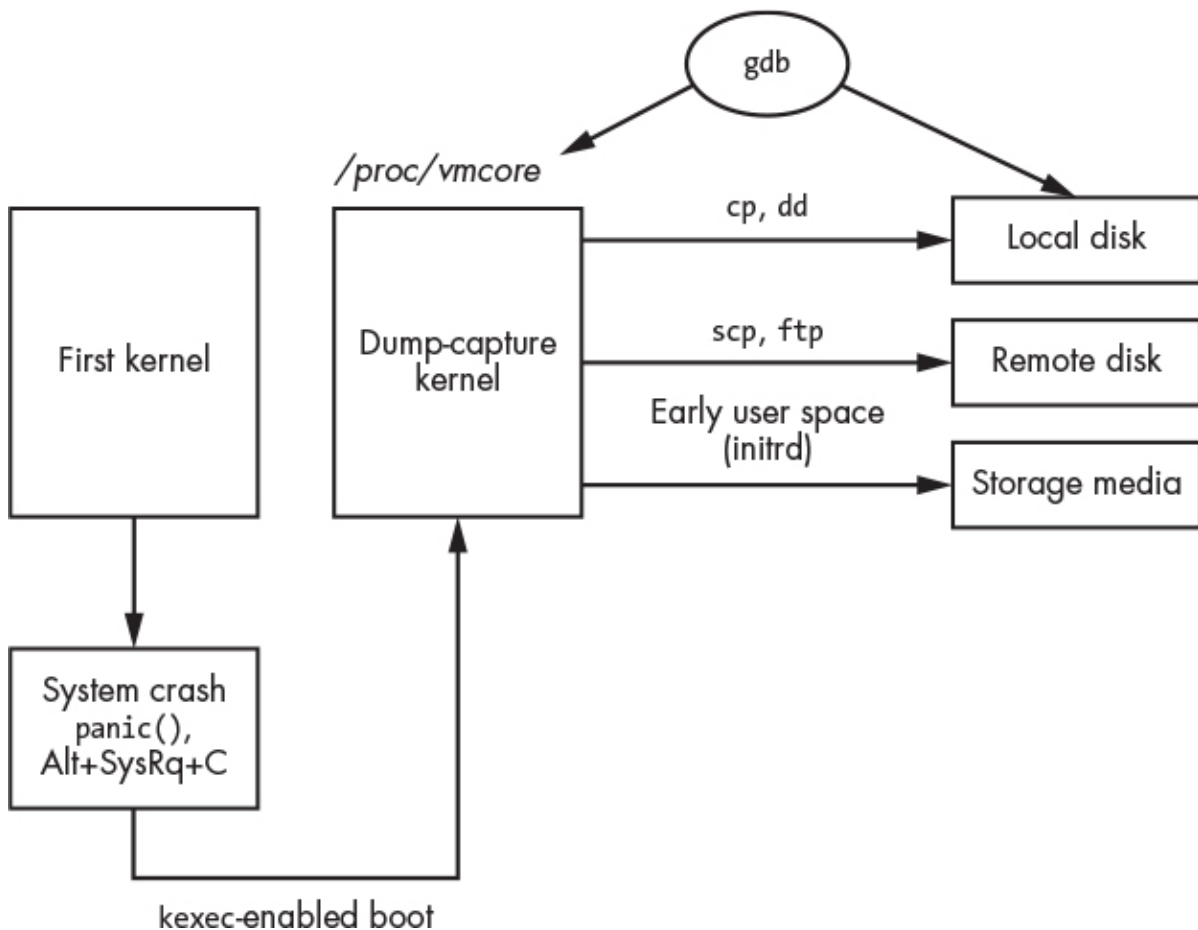 gdb
/proc/vmcore
cp, dd
Local disk
First kernel
Dump-capture
kernel
scp, ftp
Remote disk
Early user space
(initrd)
Storage media
System crash
panic(),
Alt+SysRq+C
kexec-enabled boot